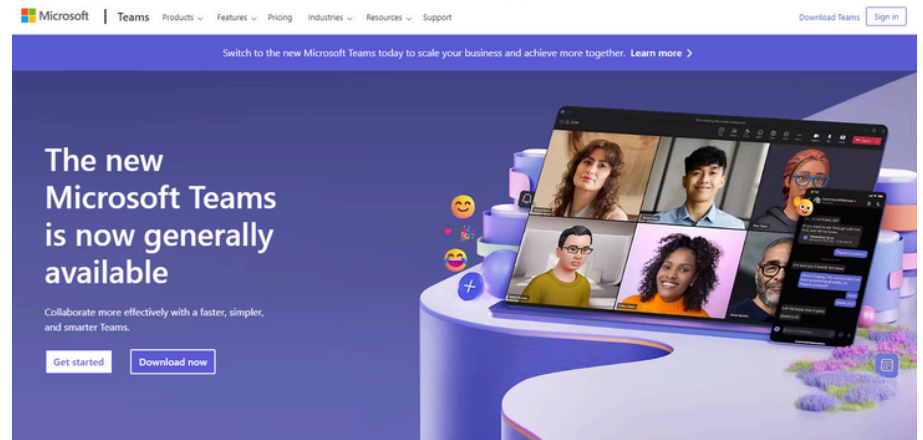 Microsoft
Teams
Products
Features
Pricing
Industries
Resources
Support
Download Teams
Sign in
Switch to the new Microsoft Teams today to scale your business and achieve more together. Learn more
The new
Microsoft Teams
is now generally
available
Collaborate more effectively with a faster, simpler,
and smarter Teams.
Get started
Download now